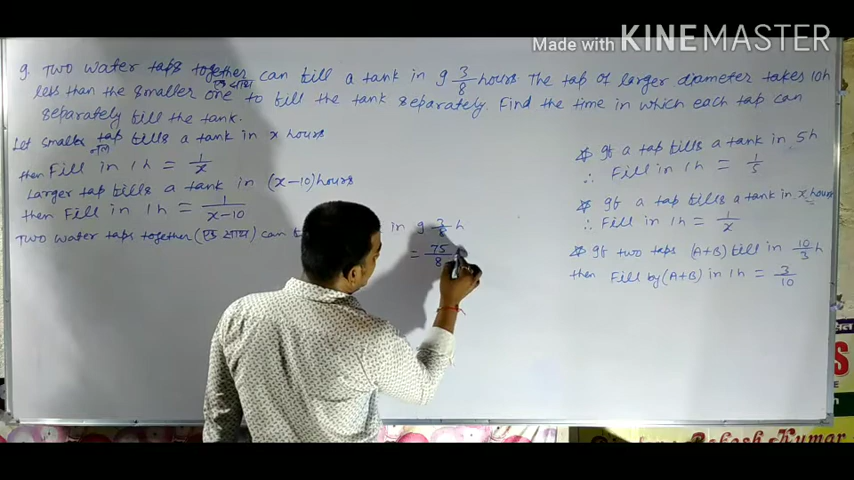 Made with KINEMASTER
9. Two water taps together can fill a tank in 9 3/8 hours The tap of larger diameter takes 10h
एक साथ
less than the smaller one to fill the tank separately. Find the time in which each tap can
separately fill the tank.
Let smaller tap fills a tank in x hours
नल
then Fill in 1h = 1/x
Larger tap fills a tank in (x-10) hours
then Fill in 1h = 1/(x-10)
Two water taps together (एक साथ) can in 9 3/8 h
= 75/8
* If a tap fills a tank in 5h
∴ Fill in 1h = 1/5
* If a tap fills a tank in x hours
∴ Fill in 1h = 1/x
* If two taps (A+B) fill in 10/3 h
then Fill by (A+B) in 1h = 3/10